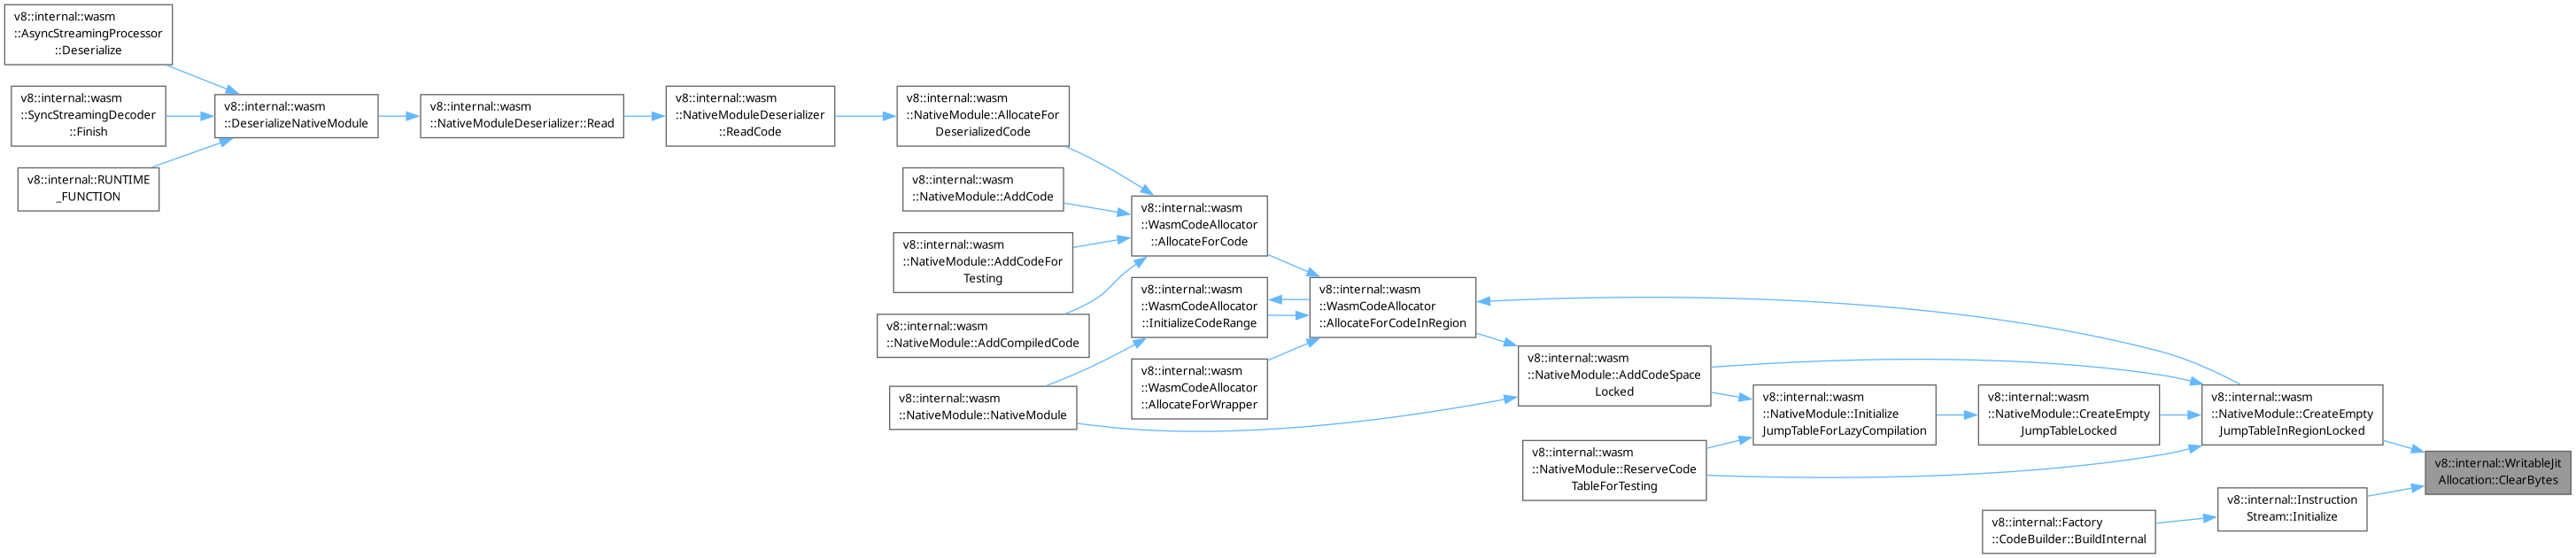 v8::internal::wasm
::AsyncStreamingProcessor
::Deserialize
v8::internal::wasm
::SyncStreamingDecoder
::Finish
v8::internal::RUNTIME
_FUNCTION
v8::internal::wasm
::DeserializeNativeModule
v8::internal::wasm
::NativeModuleDeserializer::Read
v8::internal::wasm
::NativeModuleDeserializer
::ReadCode
v8::internal::wasm
::NativeModule::AllocateFor
DeserializedCode
v8::internal::wasm
::NativeModule::AddCode
v8::internal::wasm
::NativeModule::AddCodeFor
Testing
v8::internal::wasm
::NativeModule::AddCompiledCode
v8::internal::wasm
::NativeModule::NativeModule
v8::internal::wasm
::WasmCodeAllocator
::AllocateForCode
v8::internal::wasm
::WasmCodeAllocator
::InitializeCodeRange
v8::internal::wasm
::WasmCodeAllocator
::AllocateForWrapper
v8::internal::wasm
::WasmCodeAllocator
::AllocateForCodeInRegion
v8::internal::wasm
::NativeModule::AddCodeSpace
Locked
v8::internal::wasm
::NativeModule::ReserveCode
TableForTesting
v8::internal::wasm
::NativeModule::Initialize
JumpTableForLazyCompilation
v8::internal::wasm
::NativeModule::CreateEmpty
JumpTableLocked
v8::internal::wasm
::NativeModule::CreateEmpty
JumpTableInRegionLocked
v8::internal::Factory
::CodeBuilder::BuildInternal
v8::internal::Instruction
Stream::Initialize
v8::internal::WritableJit
Allocation::ClearBytes